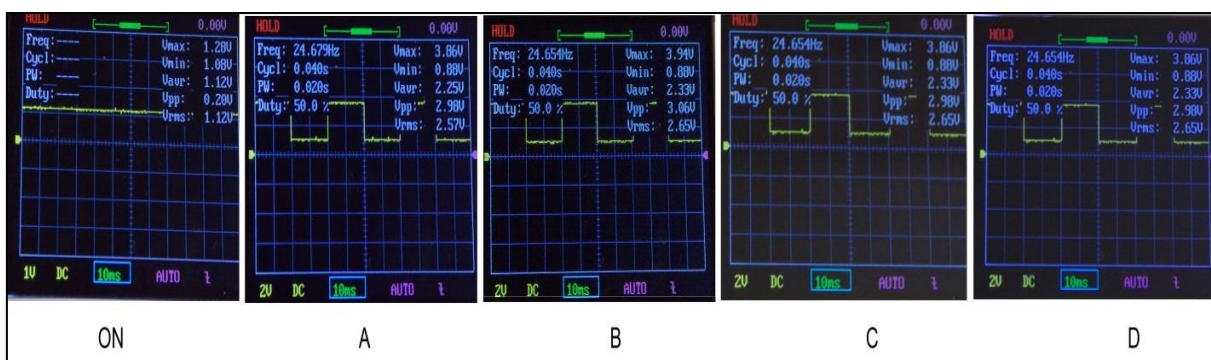 HOLD
0.00V
Freq:----
Vmax: 1.28V
Cycl:----
Vmin: 1.08V
PW:----
Vavr: 1.12V
Duty:----
Vpp: 0.20V
Vrms: 1.12V
1V DC 10ms AUTO
ON
HOLD
0.00V
Freq: 24.679Hz
Vmax: 3.86V
Cycl: 0.040s
Vmin: 0.88V
PW: 0.020s
Vavr: 2.25V
Duty: 50.0 %
Vpp: 2.98V
Vrms: 2.57V
2V DC 10ms AUTO
A
HOLD
0.00V
Freq: 24.654Hz
Vmax: 3.94V
Cycl: 0.040s
Vmin: 0.88V
PW: 0.020s
Vavr: 2.33V
Duty: 50.0 %
Vpp: 3.06V
Vrms: 2.65V
2V DC 10ms AUTO
B
HOLD
0.00V
Freq: 24.654Hz
Vmax: 3.86V
Cycl: 0.040s
Vmin: 0.88V
PW: 0.020s
Vavr: 2.33V
Duty: 50.0 %
Vpp: 2.98V
Vrms: 2.65V
2V DC 10ms AUTO
C
HOLD
0.00V
Freq: 24.654Hz
Vmax: 3.86V
Cycl: 0.040s
Vmin: 0.88V
PW: 0.020s
Vavr: 2.33V
Duty: 50.0 %
Vpp: 2.98V
Vrms: 2.65V
2V DC 10ms AUTO
D